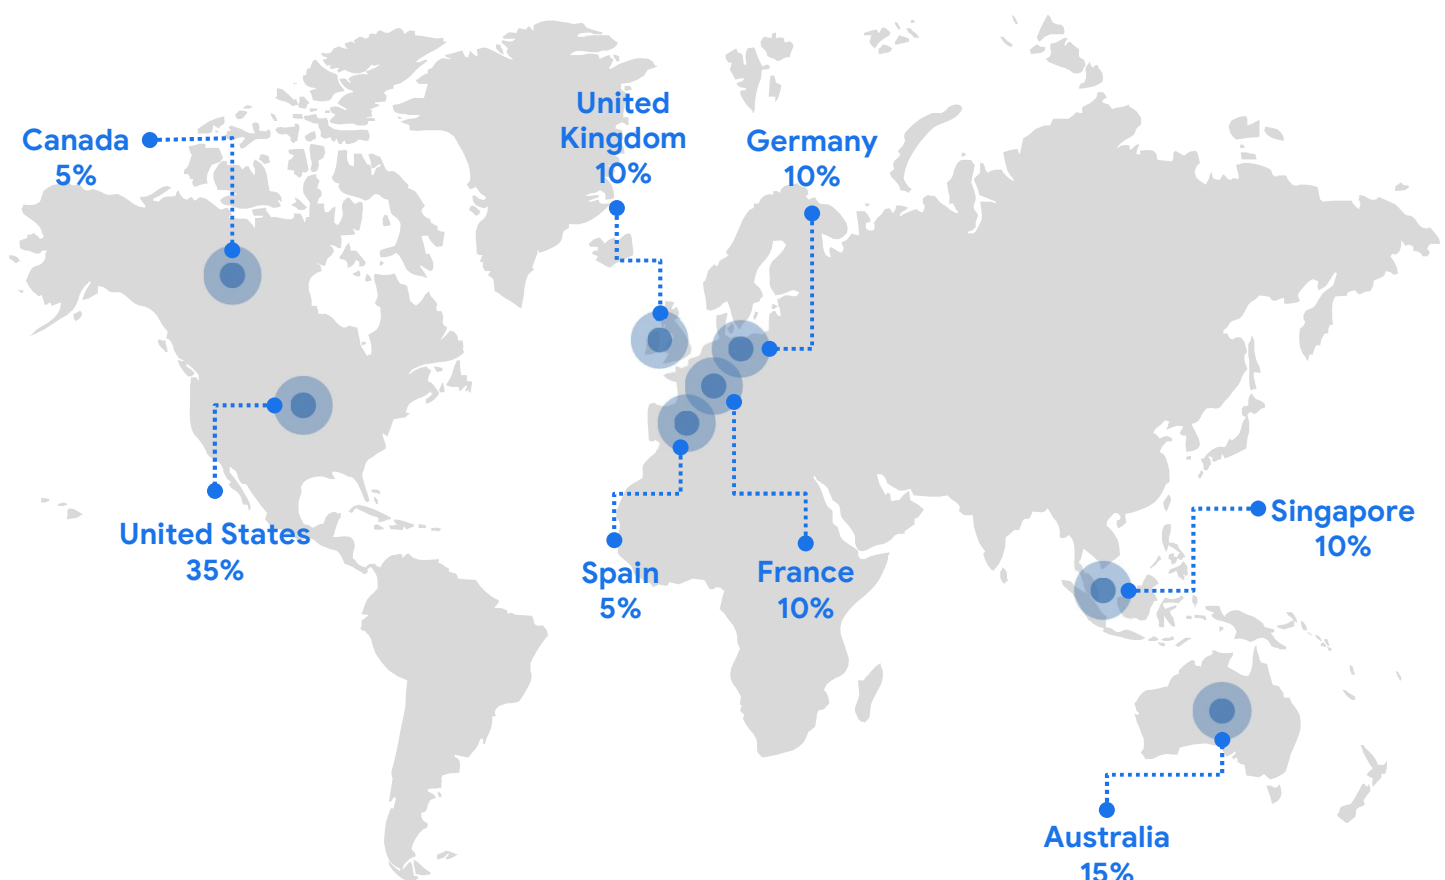 Canada
5%
United
Kingdom
10%
Germany
10%
United States
35%
Spain
5%
France
10%
Singapore
10%
Australia
15%